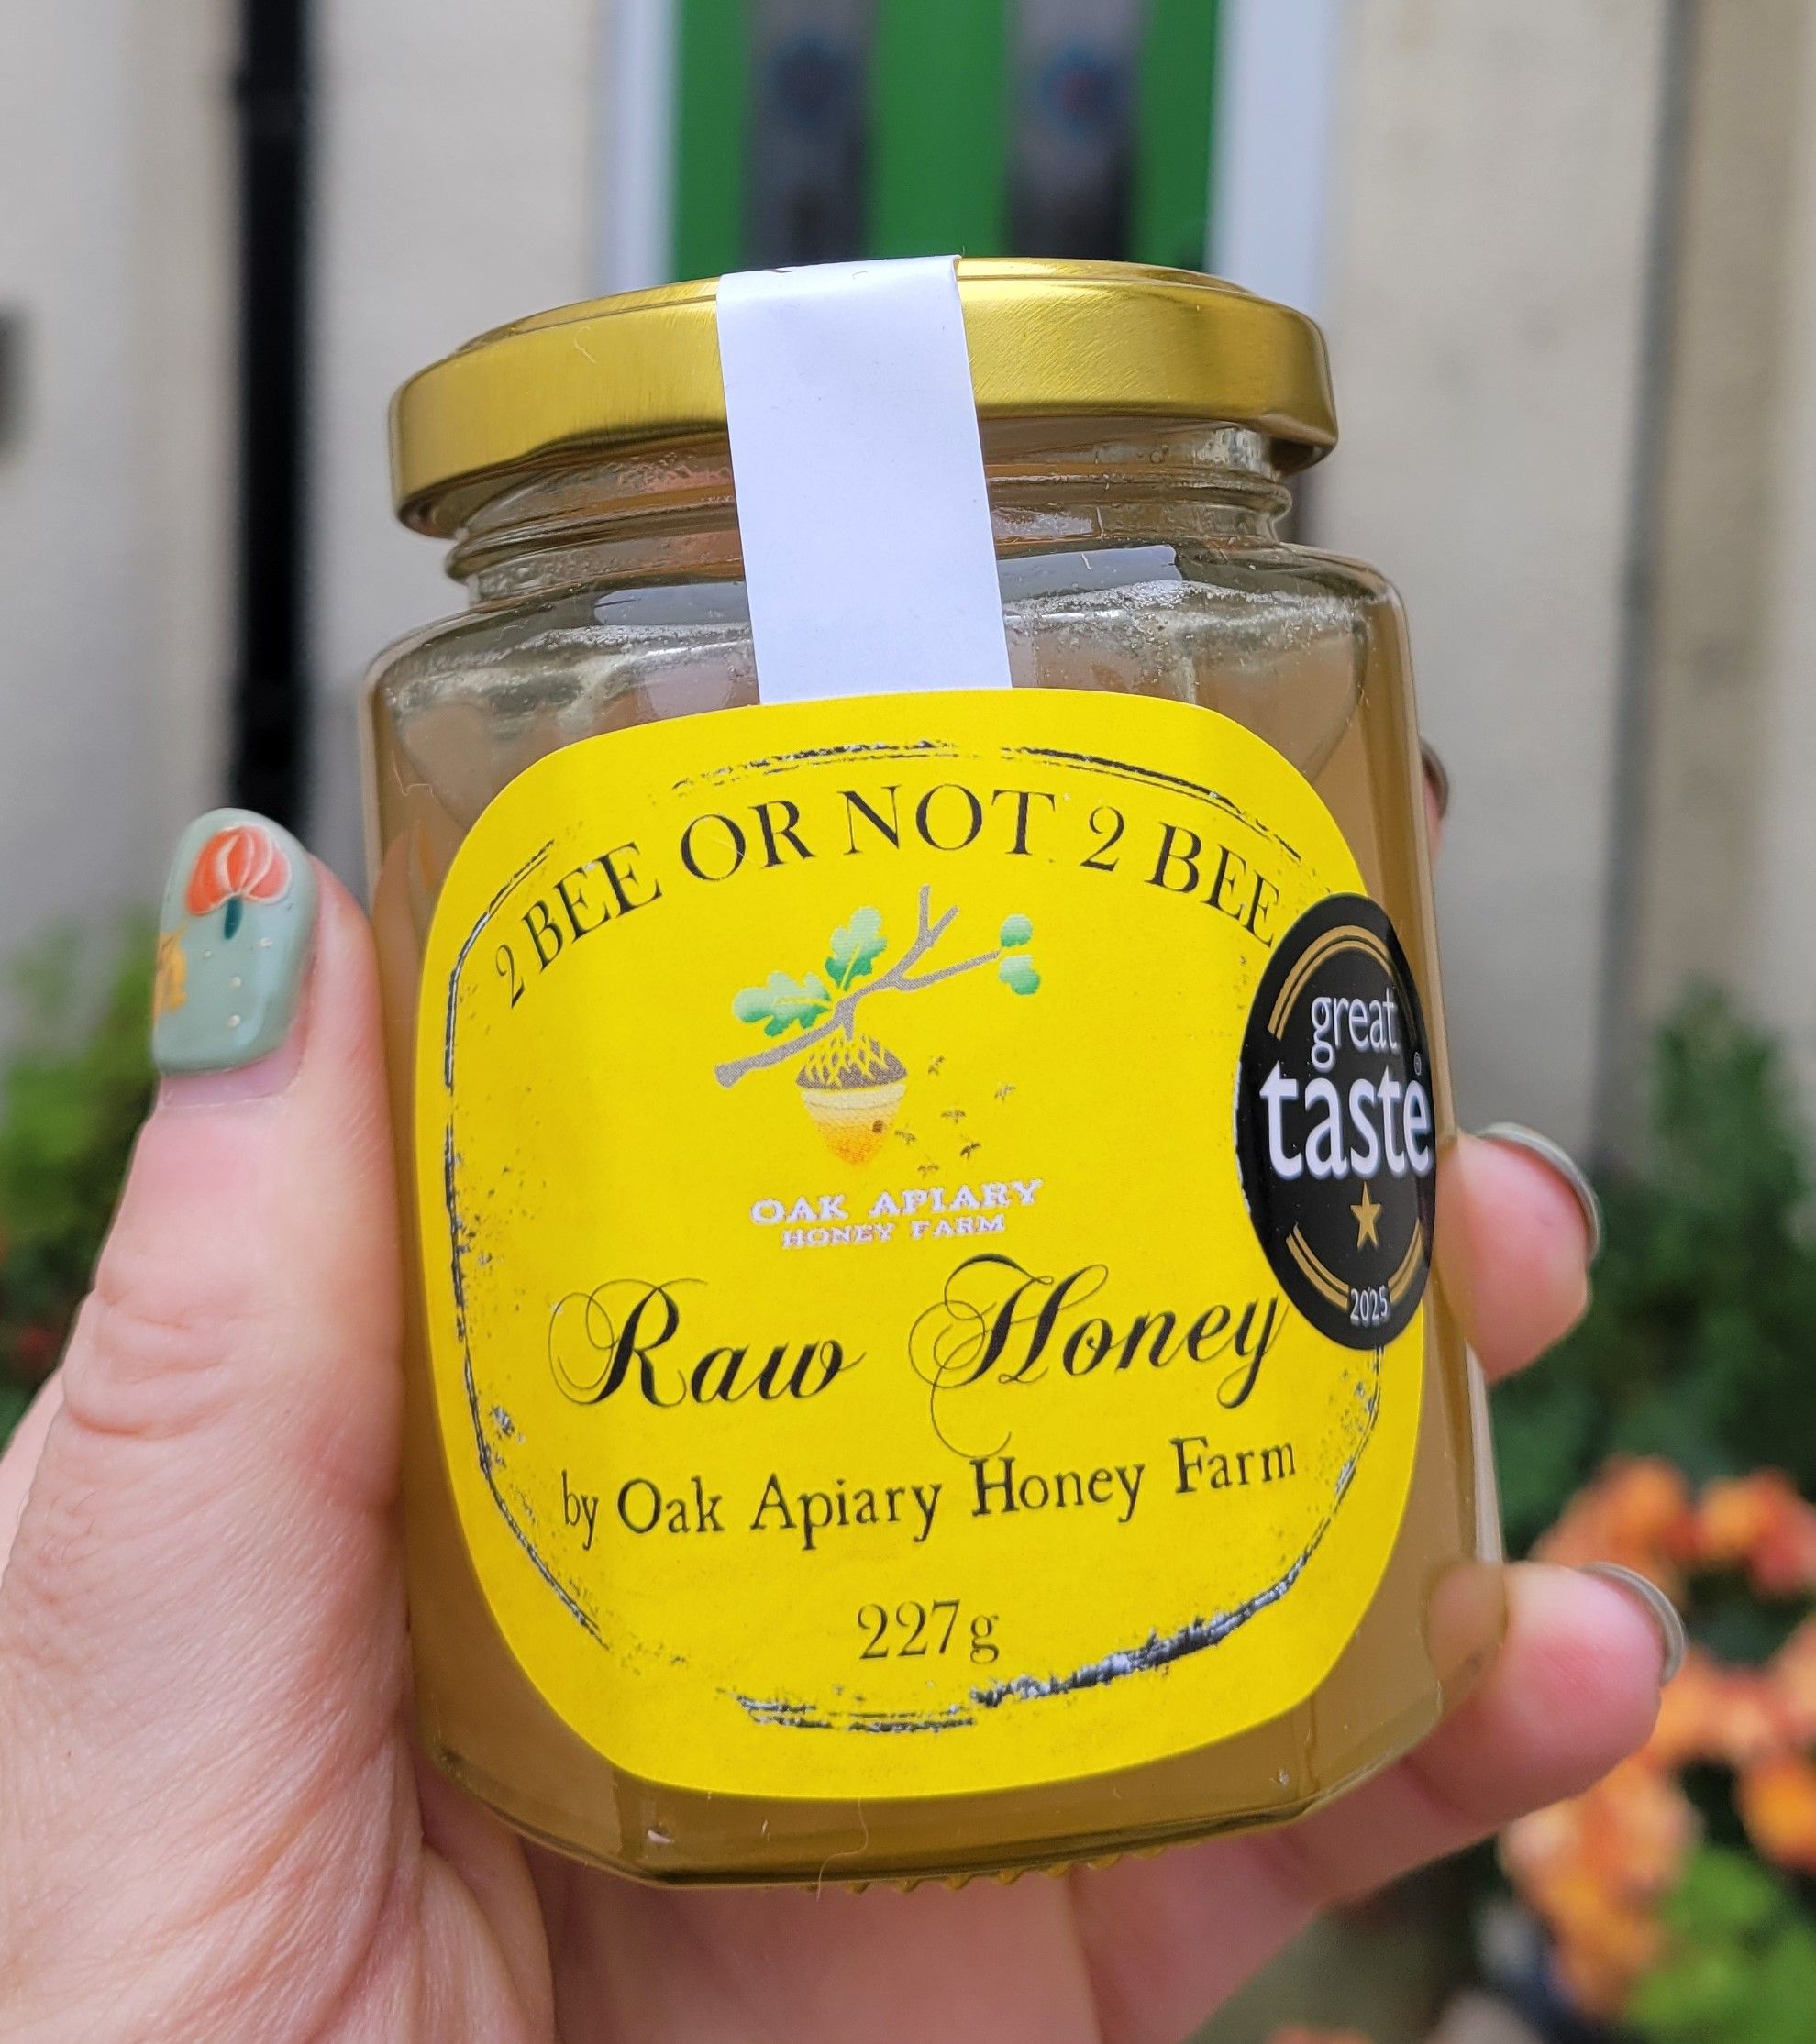 2 BEE OR NOT 2 BEE
OAK APIARY
HONEY FARM
Raw Honey
by Oak Apiary Honey Farm
227g
great
taste®
2025